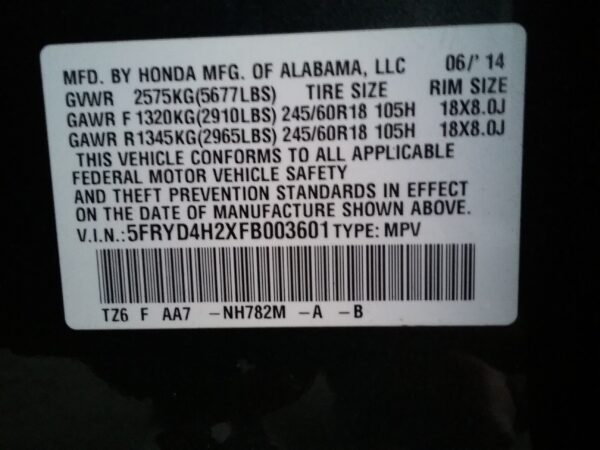 MFD. BY HONDA MFG. OF ALABAMA, LLC 06/' 14
GVWR 2575KG(5677LBS) TIRE SIZE RIM SIZE
GAWR F 1320KG(2910LBS) 245/60R18 105H 18X8.0J
GAWR R1345KG(2965LBS) 245/60R18 105H 18X8.0J
THIS VEHICLE CONFORMS TO ALL APPLICABLE
FEDERAL MOTOR VEHICLE SAFETY
AND THEFT PREVENTION STANDARDS IN EFFECT
ON THE DATE OF MANUFACTURE SHOWN ABOVE.
V.I.N.:5FRYD4H2XFB003601 TYPE: MPV
TZ6 F AA7 -NH782M -A -B